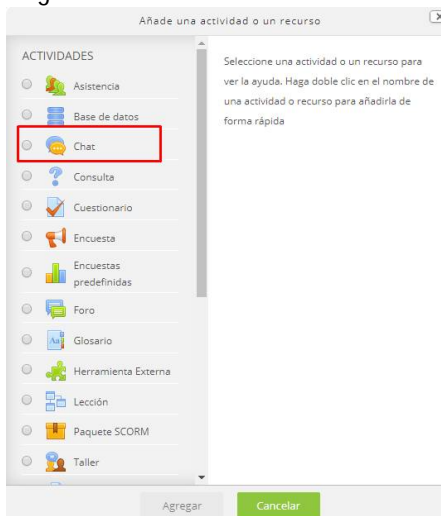 Añade una actividad o un recurso
ACTIVIDADES
Asistencia
Base de datos
Chat
Consulta
Cuestionario
Encuesta
Encuestas
predefinidas
Foro
Glosario
Herramienta Externa
Lección
Paquete SCORM
Taller
Seleccione una actividad o un recurso para
ver la ayuda. Haga doble clic en el nombre de
una actividad o recurso para añadirla de
forma rápida
Agregar
Cancelar